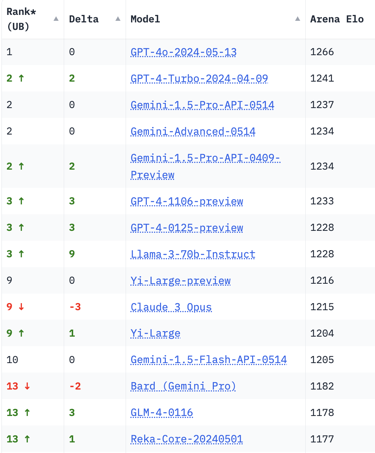 Rank* (UB) Delta Model Arena Elo
1 0 GPT-4o-2024-05-13 1266
2 ↑ 2 GPT-4-Turbo-2024-04-09 1241
2 0 Gemini-1.5-Pro-API-0514 1237
2 0 Gemini-Advanced-0514 1234
2 ↑ 2 Gemini-1.5-Pro-API-0409-Preview 1234
3 ↑ 3 GPT-4-1106-preview 1233
3 ↑ 3 GPT-4-0125-preview 1228
3 ↑ 9 Llama-3-70b-Instruct 1228
9 0 Yi-Large-preview 1216
9 ↓ -3 Claude 3 Opus 1215
9 ↑ 1 Yi-Large 1204
10 0 Gemini-1.5-Flash-API-0514 1205
13 ↓ -2 Bard (Gemini Pro) 1182
13 ↑ 3 GLM-4-0116 1178
13 ↑ 1 Reka-Core-20240501 1177